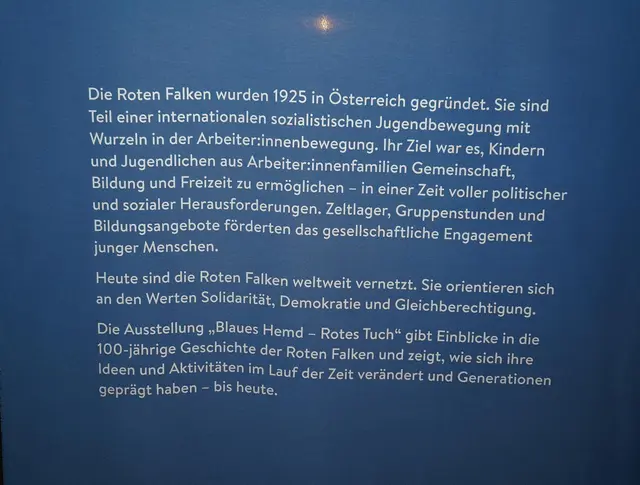 Die Roten Falken wurden 1925 in Österreich gegründet. Sie sind
Teil einer internationalen sozialistischen Jugendbewegung mit
Wurzeln in der Arbeiter:innenbewegung. Ihr Ziel war es, Kindern
und Jugendlichen aus Arbeiter:innenfamilien Gemeinschaft,
Bildung und Freizeit zu ermöglichen – in einer Zeit voller politischer
und sozialer Herausforderungen. Zeltlager, Gruppenstunden und
Bildungsangebote förderten das gesellschaftliche Engagement
junger Menschen.
Heute sind die Roten Falken weltweit vernetzt. Sie orientieren sich
an den Werten Solidarität, Demokratie und Gleichberechtigung.
Die Ausstellung „Blaues Hemd – Rotes Tuch“ gibt Einblicke in die
100-jährige Geschichte der Roten Falken und zeigt, wie sich ihre
Ideen und Aktivitäten im Lauf der Zeit verändert und Generationen
geprägt haben – bis heute.